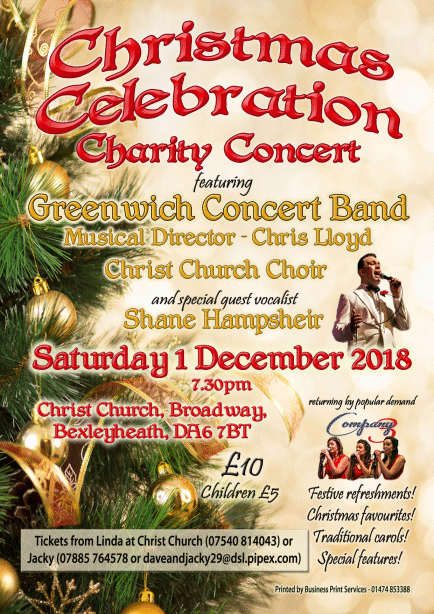 Christmas
Celebration
Charity Concert
featuring
Greenwich Concert Band
Musical Director - Chris Lloyd
Christ Church Choir
and special guest vocalist
Shane Hampsheir
Saturday 1 December 2018
7.30pm
Christ Church, Broadway,
Bexleyheath, DA6 7BT
returning by popular demand
Company
£10
Children £5
Festive refreshments!
Christmas favourites!
Traditional carols!
Special features!
Tickets from Linda at Christ Church (07540 814043) or
Jacky (07885 764578 or daveandjacky29@dsl.pipex.com)
Printed by Business Print Services - 01474 853388